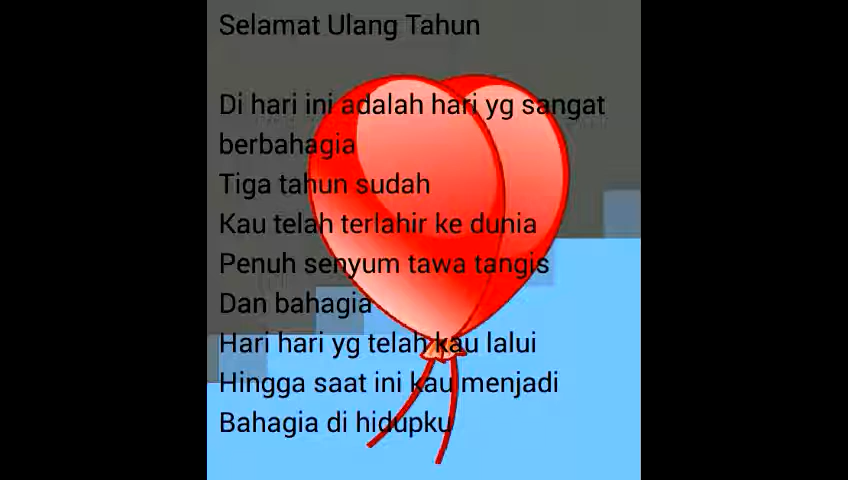 Selamat Ulang Tahun
Di hari ini adalah hari yg sangat
berbahagia
Tiga tahun sudah
Kau telah terlahir ke dunia
Penuh senyum tawa tangis
Dan bahagia
Hari hari yg telah kau lalui
Hingga saat ini kau menjadi
Bahagia di hidupku